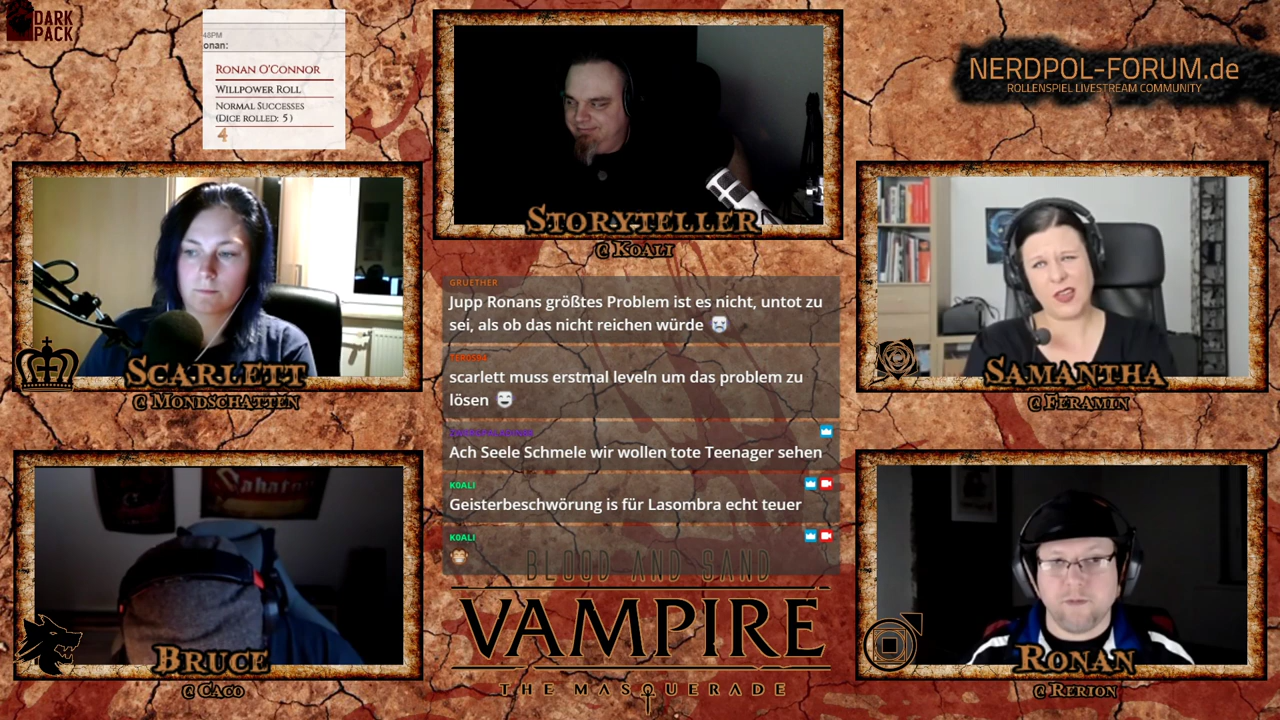 DARK
PACK
48PM
onan:
Ronan O'Connor
Willpower Roll
Normal Successes
(Dice rolled: 5 )
4
NERDPOL-FORUM.de
ROLLENSPIEL LIVESTREAM COMMUNITY
Storyteller
@ Koali
Scarlett
@ Mondschatten
Samantha
@ Feramin
GRUETHER
Jupp Ronans größtes Problem ist es nicht, untot zu
sei, als ob das nicht reichen würde
scarlett muss erstmal leveln um das problem zu
lösen
Ach Seele Schmele wir wollen tote Teenager sehen
K0ALI
Geisterbeschwörung is für Lasombra echt teuer
K0ALI
BLOOD AND SAND
VAMPIRE
THE MASQUERADE
Bruce
@ Caco
Ronan
@ Rerion